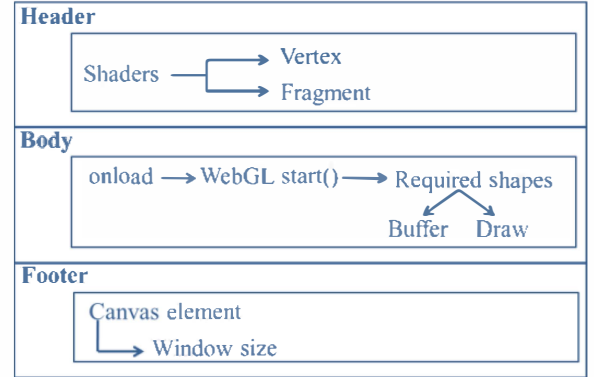 Header
Vertex
Shaders
Fragment
Body
onload WebGL start() Required shapes
Buffer Draw
Footer
Canvas element
Window size